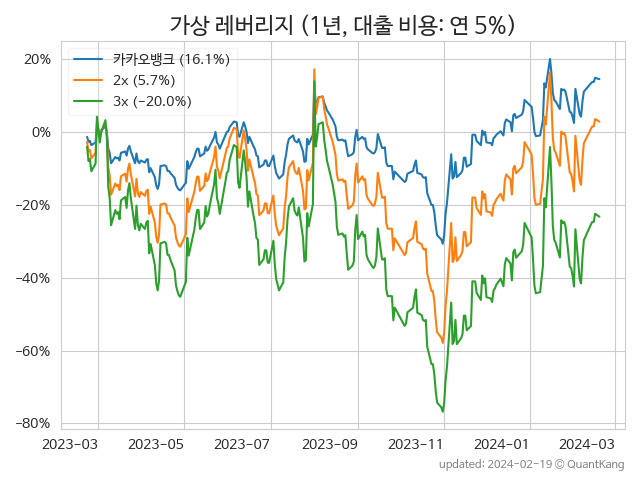 가상 레버리지 (1년, 대출 비용: 연 5%)
카카오뱅크 (16.1%)
2x (5.7%)
3x (−20.0%)
20%
0%
−20%
−40%
−60%
−80%
2023-03 2023-05 2023-07 2023-09 2023-11 2024-01 2024-03
updated: 2024-02-19 ⓒ QuantKang